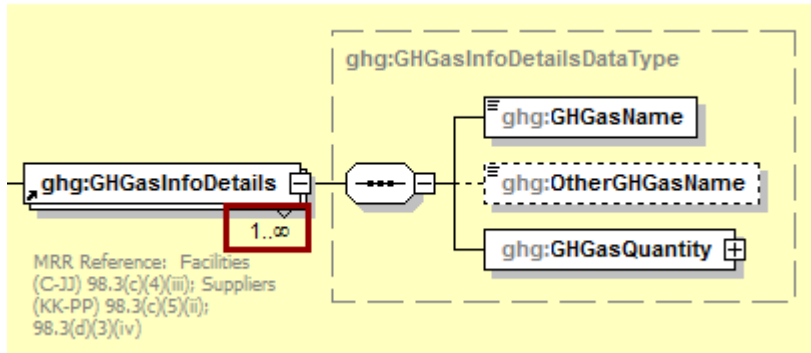 ghg:GHGasInfoDetailsDataType
ghg:GHGasName
ghg:GHGasInfoDetails
ghg:OtherGHGasName
1..∞
ghg:GHGasQuantity
MRR Reference: Facilities
(C-JJ) 98.3(c)(4)(iii); Suppliers
(KK-PP) 98.3(c)(5)(ii);
98.3(d)(3)(iv)